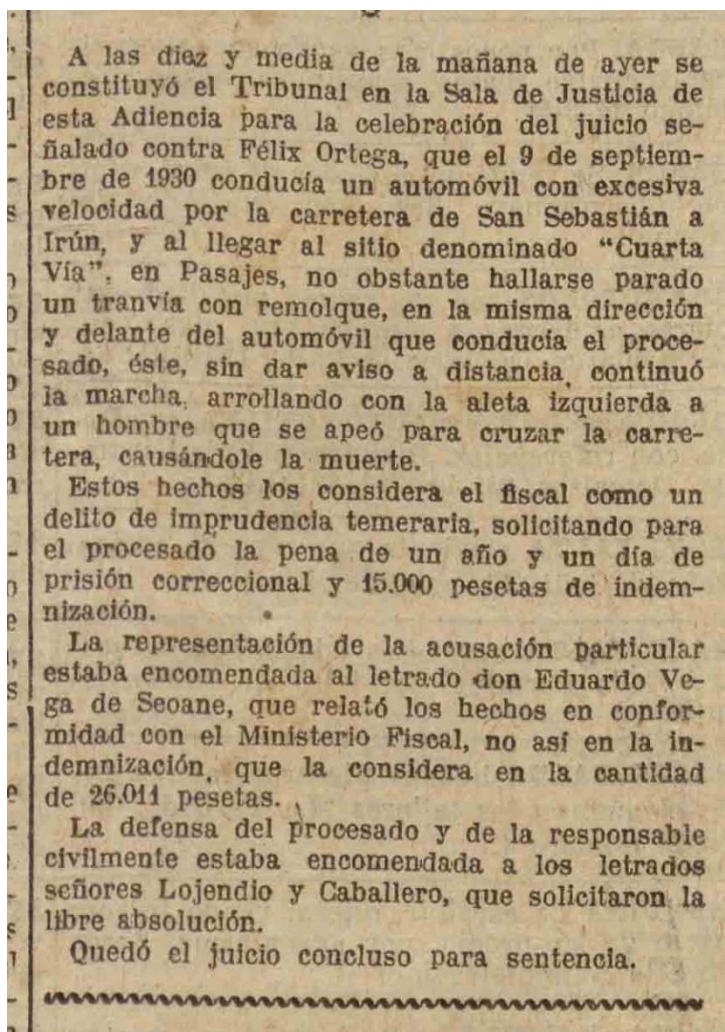 A las diez y media de la mañana de ayer se
constituyó el Tribunal en la Sala de Justicia de
esta Adiencia para la celebración del juicio se-
ñalado contra Félix Ortega, que el 9 de septiem-
bre de 1930 conducía un automóvil con excesiva
velocidad por la carretera de San Sebastián a
Irún, y al llegar al sitio denominado “Cuarta
Vía”, en Pasajes, no obstante hallarse parado
un tranvía con remolque, en la misma dirección
y delante del automóvil que conducía el proce-
sado, éste, sin dar aviso a distancia, continuó
la marcha, arrollando con la aleta izquierda a
un hombre que se apeó para cruzar la carre-
tera, causándole la muerte.
Estos hechos los considera el fiscal como un
delito de imprudencia temeraria, solicitando para
el procesado la pena de un año y un día de
prisión correccional y 15.000 pesetas de indem-
nización.
La representación de la acusación particular
estaba encomendada al letrado don Eduardo Ve-
ga de Seoane, que relató los hechos en confor-
midad con el Ministerio Fiscal, no así en la in-
demnización, que la considera en la cantidad
de 26.011 pesetas.
La defensa del procesado y de la responsable
civilmente estaba encomendada a los letrados
señores Lojendio y Caballero, que solicitaron la
libre absolución.
Quedó el juicio concluso para sentencia.